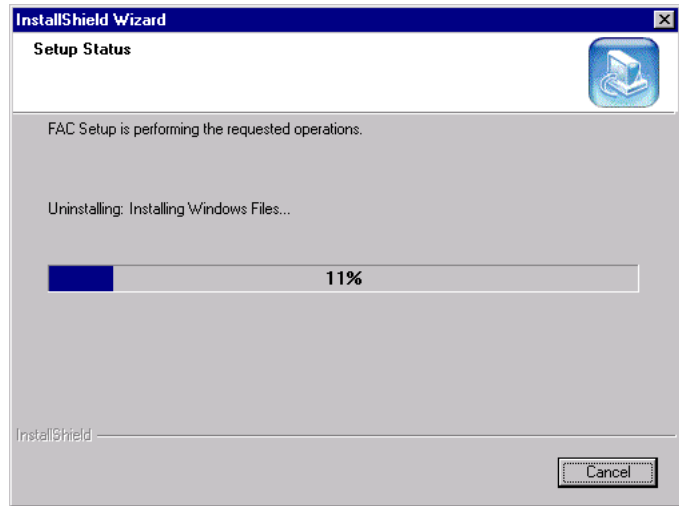 InstallShield Wizard
Setup Status
FAC Setup is performing the requested operations.
Uninstalling: Installing Windows Files...
11%
InstallShield
Cancel